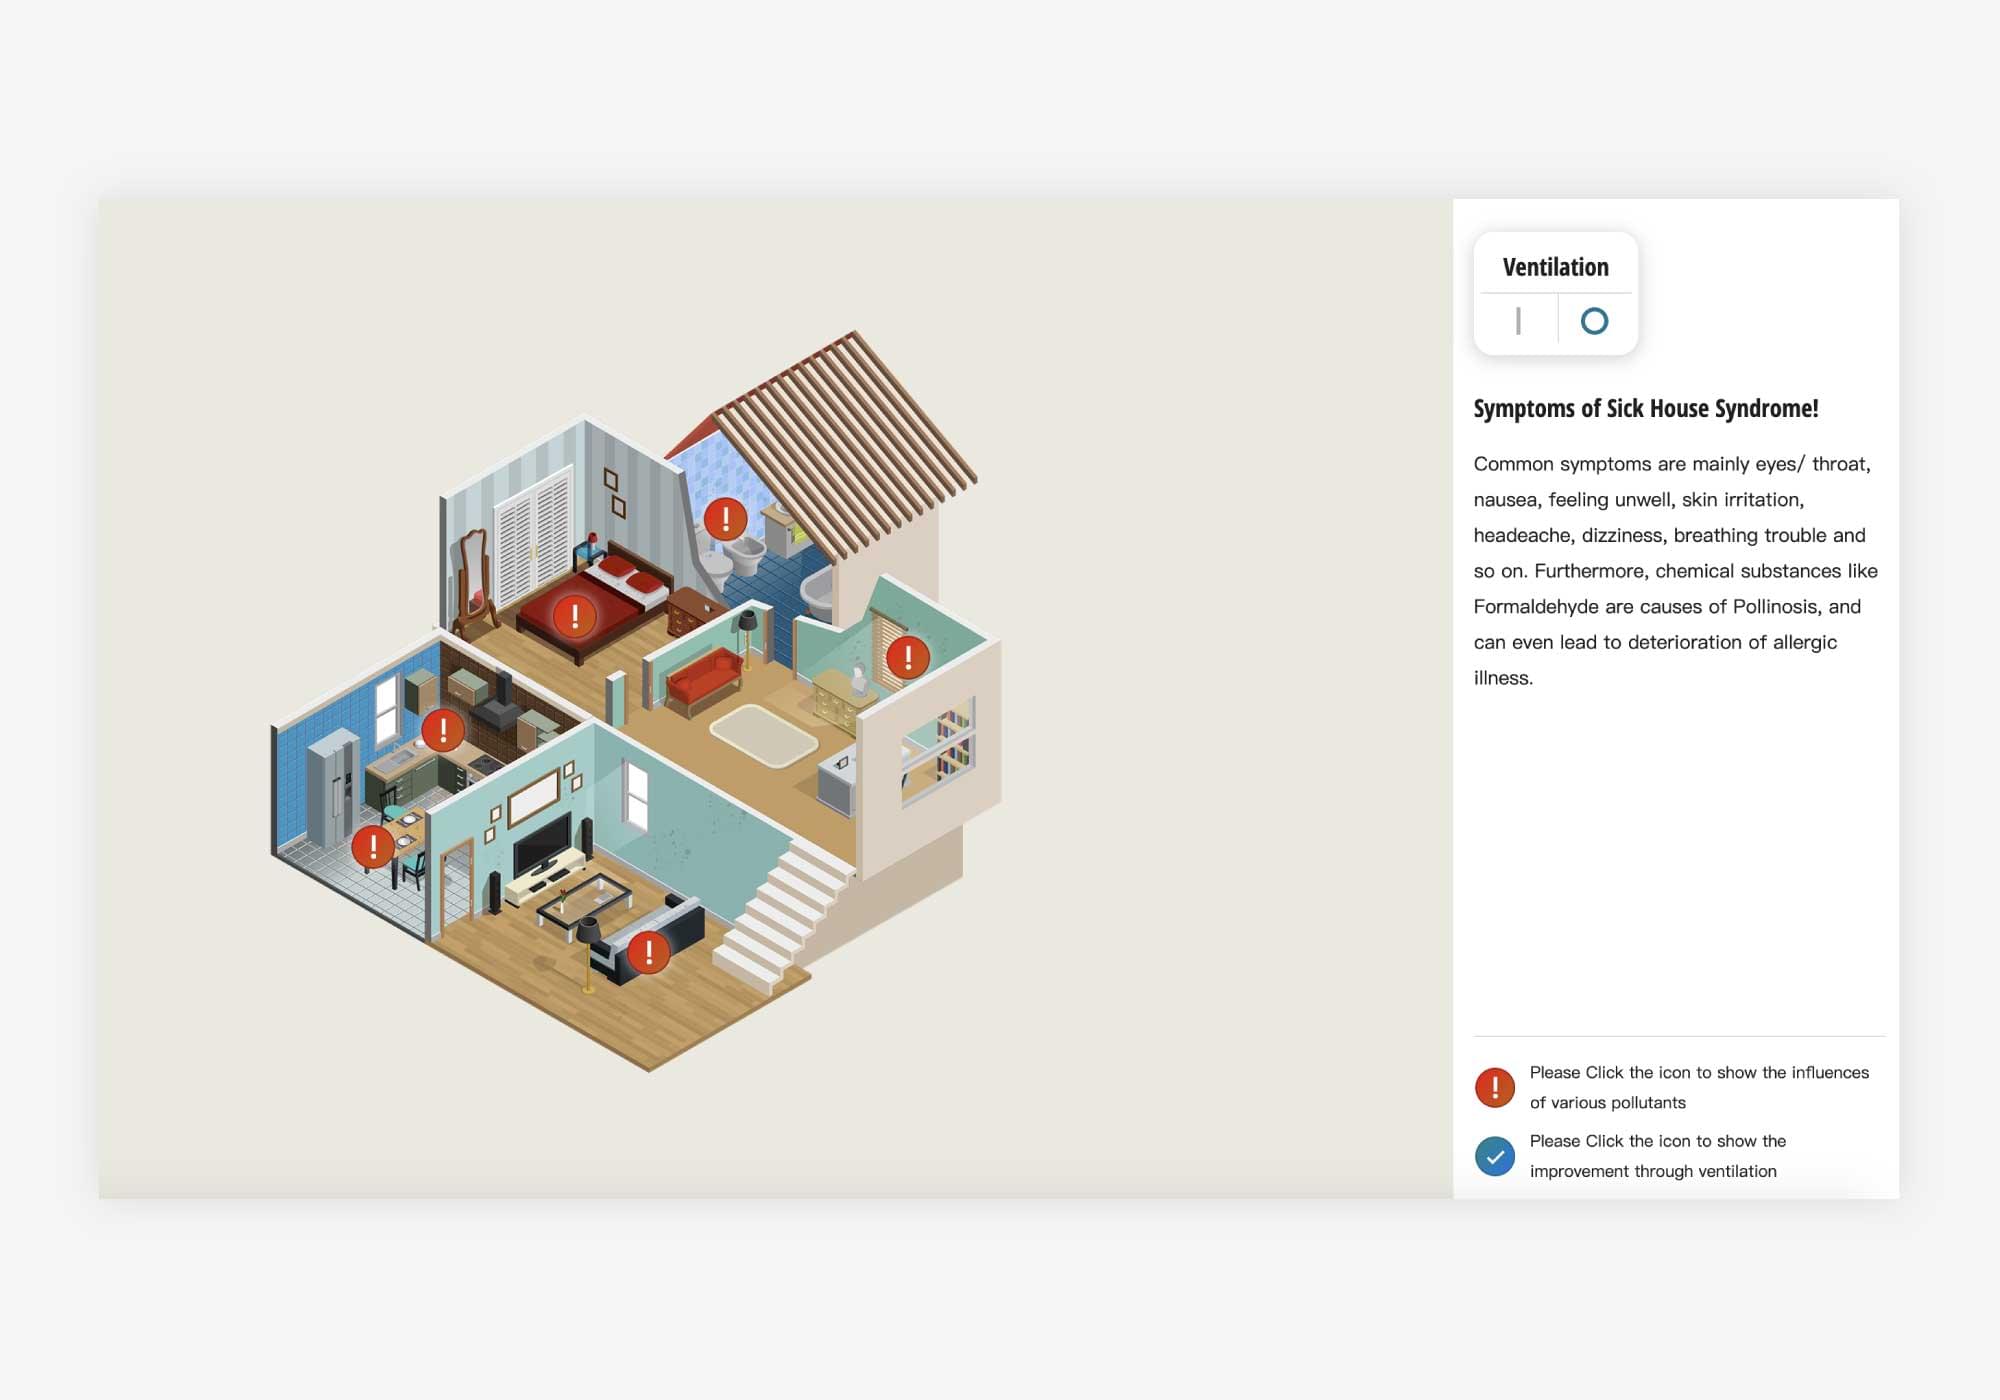 Ventilation
Symptoms of Sick House Syndrome!
Common symptoms are mainly eyes/ throat,
nausea, feeling unwell, skin irritation,
headeache, dizziness, breathing trouble and
so on. Furthermore, chemical substances like
Formaldehyde are causes of Pollinosis, and
can even lead to deterioration of allergic
illness.
Please Click the icon to show the influences
of various pollutants
Please Click the icon to show the
improvement through ventilation